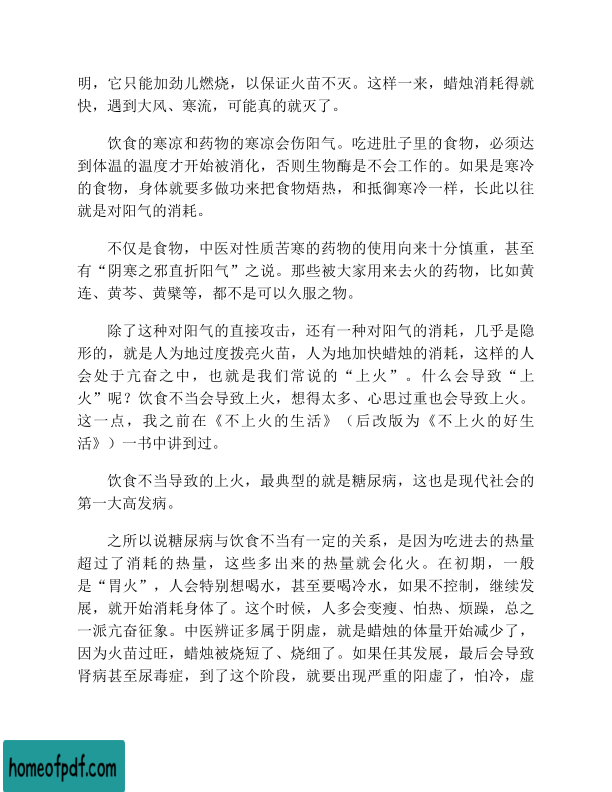 明，它只能加劲儿燃烧，以保证火苗不灭。这样一来，蜡烛消耗得就
快，遇到大风、寒流，可能真的就灭了。
饮食的寒凉和药物的寒凉会伤阳气。吃进肚子里的食物，必须达
到体温的温度才开始被消化，否则生物酶是不会工作的。如果是寒冷
的食物，身体就要多做功来把食物焐热，和抵御寒冷一样，长此以往
就是对阳气的消耗。
不仅是食物，中医对性质苦寒的药物的使用向来十分慎重，甚至
有“阴寒之邪直折阳气”之说。那些被大家用来去火的药物，比如黄
连、黄芩、黄檗等，都不是可以久服之物。
除了这种对阳气的直接攻击，还有一种对阳气的消耗，几乎是隐
形的，就是人为地过度拨亮火苗，人为地加快蜡烛的消耗，这样的人
会处于亢奋之中，也就是我们常说的“上火”。什么会导致“上
火”呢？饮食不当会导致上火，想得太多、心思过重也会导致上火。
这一点，我之前在《不上火的生活》（后改版为《不上火的好生
活》）一书中讲到过。
饮食不当导致的上火，最典型的就是糖尿病，这也是现代社会的
第一大高发病。
之所以说糖尿病与饮食不当有一定的关系，是因为吃进去的热量
超过了消耗的热量，这些多出来的热量就会化火。在初期，一般
是“胃火”，人会特别想喝水，甚至要喝冷水，如果不控制，继续发
展，就开始消耗身体了。这个时候，人多会变瘦、怕热、烦躁，总之
一派亢奋征象。中医辨证多属于阴虚，就是蜡烛的体量开始减少了，
因为火苗过旺，蜡烛被烧短了、烧细了。如果任其发展，最后会导致
肾病甚至尿毒症，到了这个阶段，就要出现严重的阳虚了，怕冷，虚
homeofpdf.com